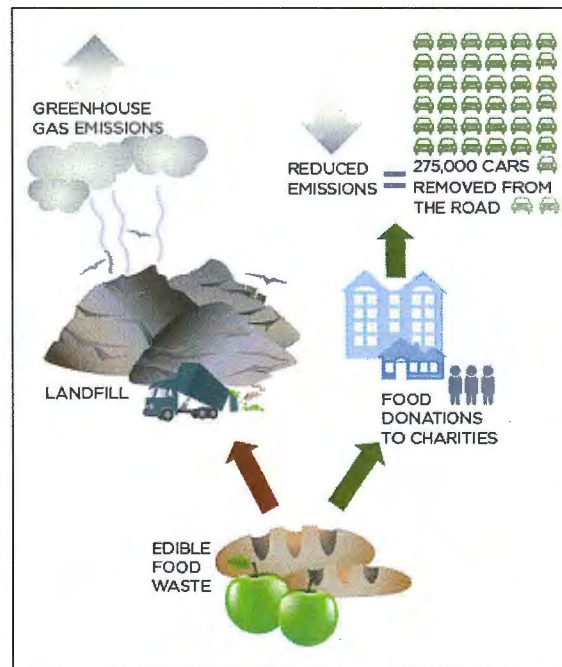 GREENHOUSE
GAS EMISSIONS
REDUCED
EMISSIONS
=
275,000 CARS
REMOVED FROM
THE ROAD
LANDFILL
FOOD
DONATIONS
TO CHARITIES
EDIBLE
FOOD
WASTE